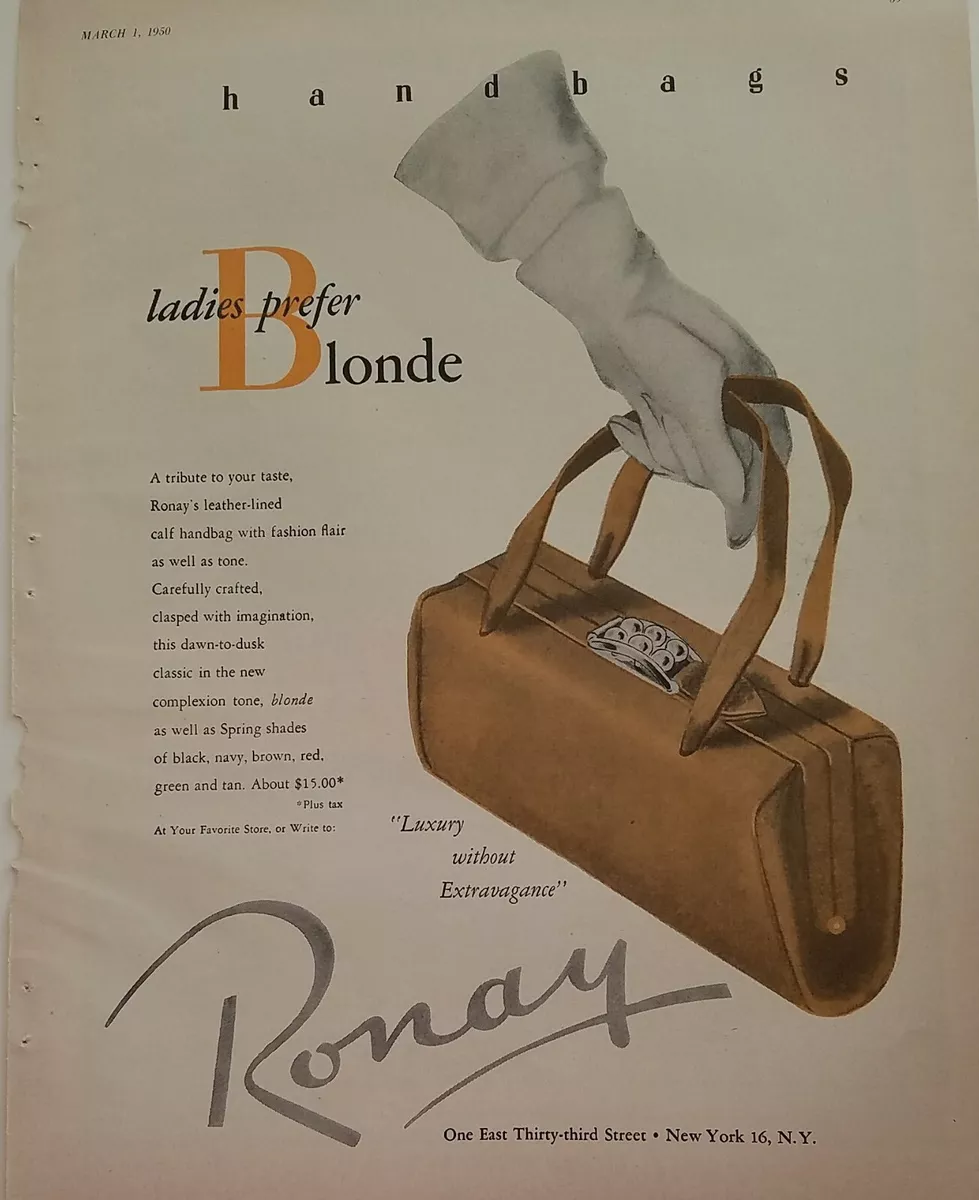 MARCH 1, 1950
handbags
ladies prefer
Blonde
A tribute to your taste,
Ronay's leather-lined
calf handbag with fashion flair
as well as tone.
Carefully crafted,
clasped with imagination,
this dawn-to-dusk
classic in the new
complexion tone, blonde
as well as Spring shades
of black, navy, brown, red,
green and tan. About $15.00*
*Plus tax
At Your Favorite Store, or Write to:
"Luxury
without
Extravagance"
Ronay
One East Thirty-third Street • New York 16, N.Y.